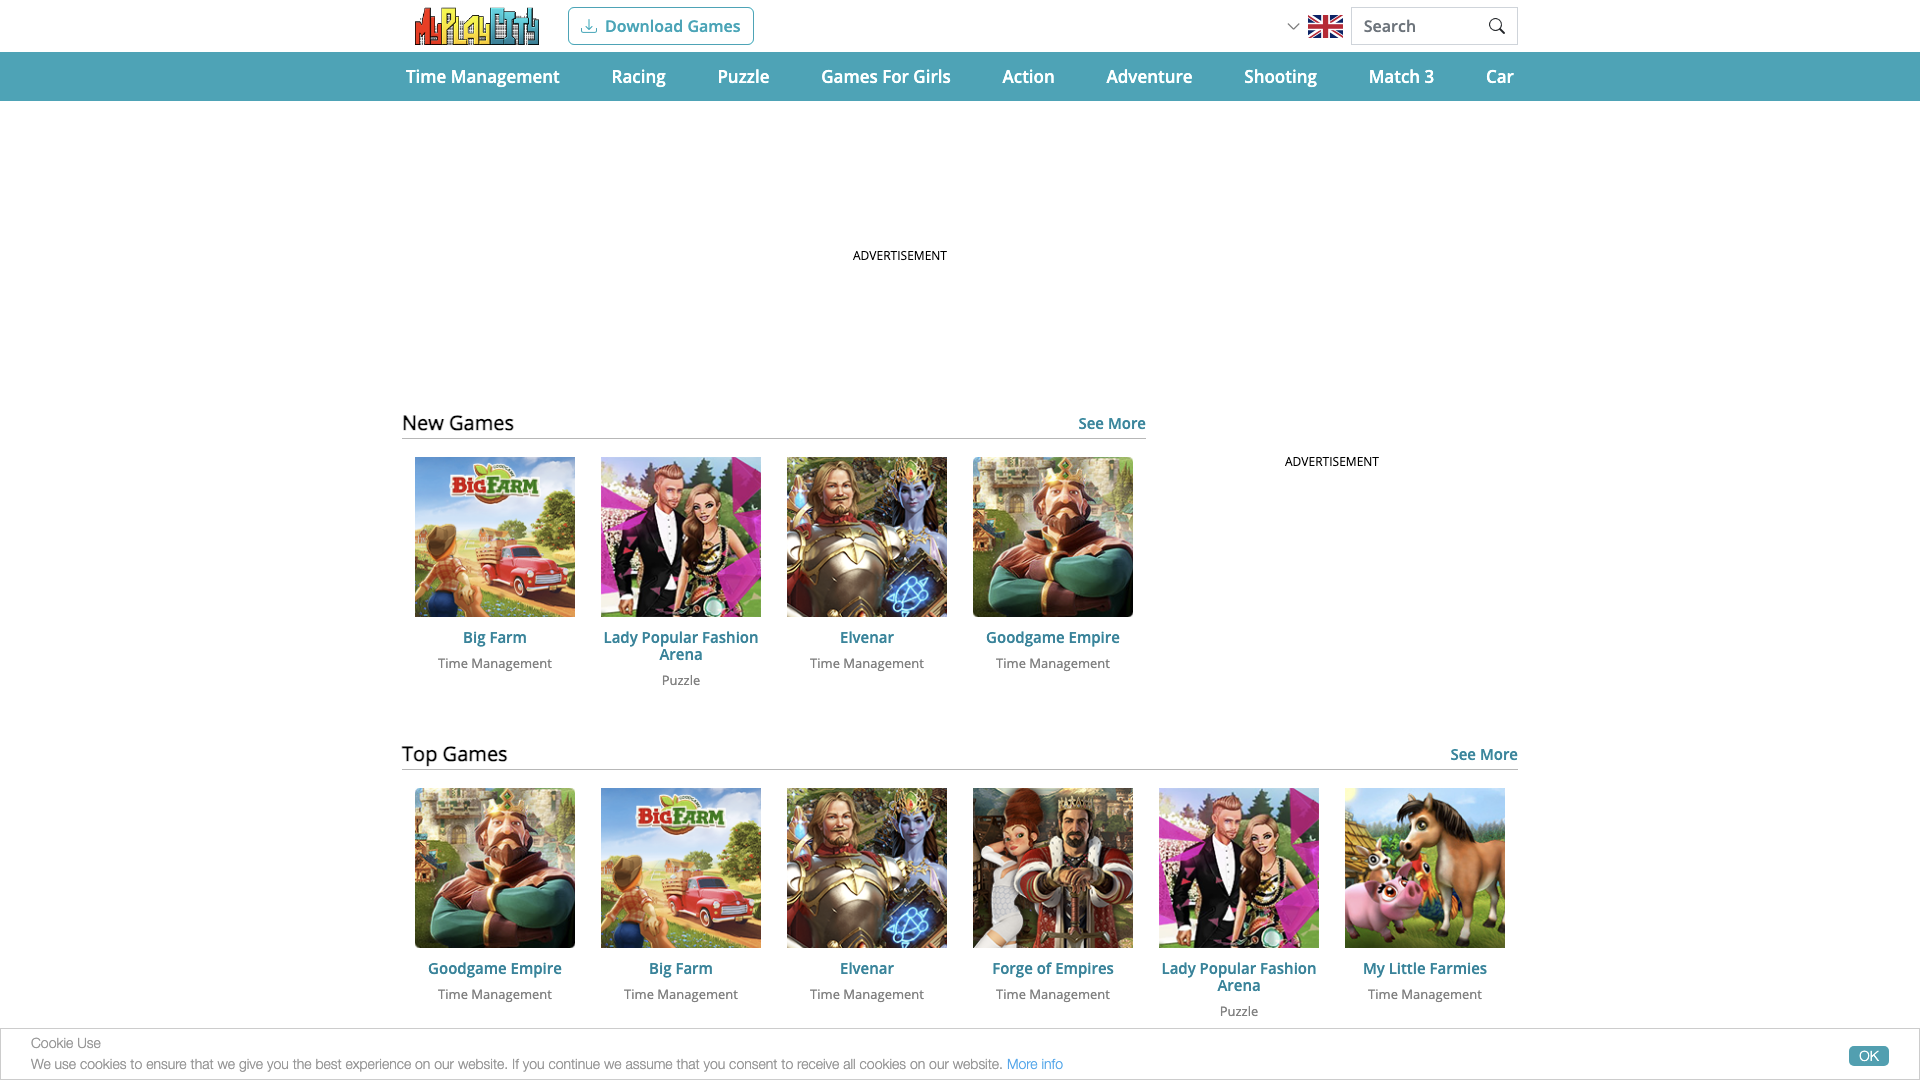 MyPlayCity
Download Games
Search
Time Management Racing Puzzle Games For Girls Action Adventure Shooting Match 3 Car
ADVERTISEMENT
New Games See More
ADVERTISEMENT
BIGFARM
Big Farm
Time Management
Lady Popular Fashion
Arena
Puzzle
Elvenar
Time Management
Goodgame Empire
Time Management
Top Games See More
BIGFARM
Goodgame Empire
Time Management
Big Farm
Time Management
Elvenar
Time Management
Forge of Empires
Time Management
Lady Popular Fashion
Arena
Puzzle
My Little Farmies
Time Management
Cookie Use
We use cookies to ensure that we give you the best experience on our website. If you continue we assume that you consent to receive all cookies on our website. More info
OK